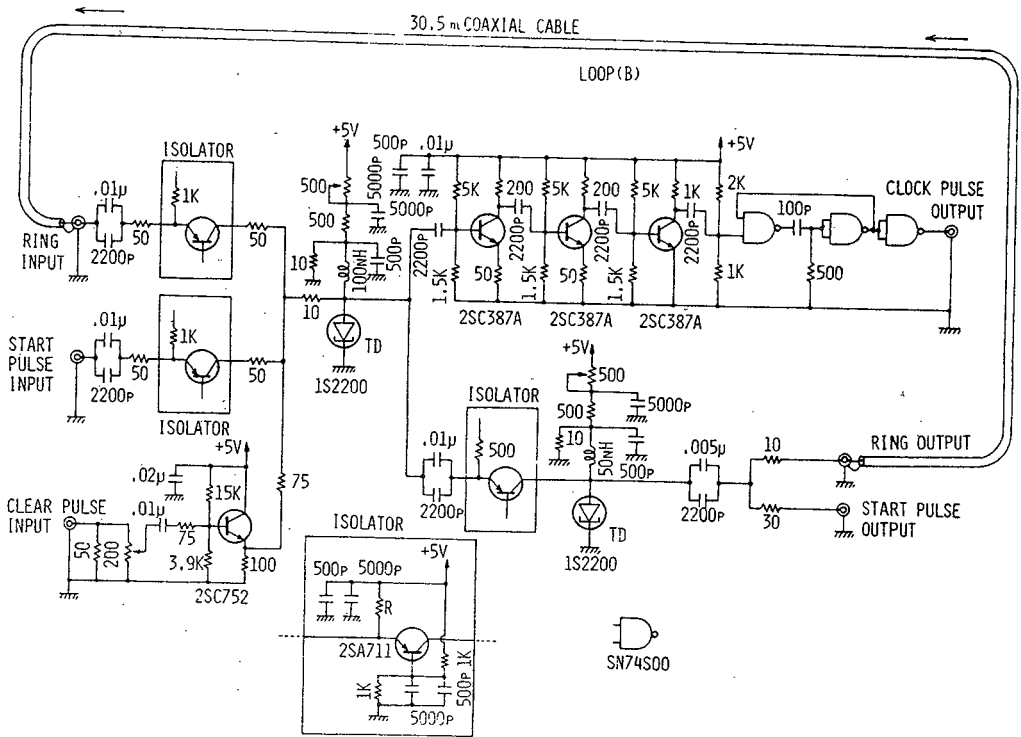 30.5 m COAXIAL CABLE
LOOP(B)
ISOLATOR
.01μ
1K
RING
INPUT
2200P
50
50
+5V
500
500
5000P
500P
10
100nH
10
TD
1S2200
500P
.01μ
5000P
2200P
5K
200
2200P
5K
200
2200P
5K
1K
2200P
+5V
2K
1.5K
50
1.5K
50
1.5K
1K
2SC387A
2SC387A
2SC387A
100P
500
CLOCK PULSE
OUTPUT
START
PULSE
INPUT
.01μ
2200P
50
1K
50
ISOLATOR
+5V
.02μ
15K
CLEAR PULSE
INPUT
.01μ
50
200
75
3.9K
100
2SC752
75
ISOLATOR
.01μ
2200P
500
+5V
500
500
5000P
10
50nH
500P
TD
1S2200
.005μ
2200P
10
30
RING OUTPUT
START PULSE
OUTPUT
ISOLATOR
+5V
500P
5000P
R
2SA711
1K
1K
500P
5000P
SN74S00